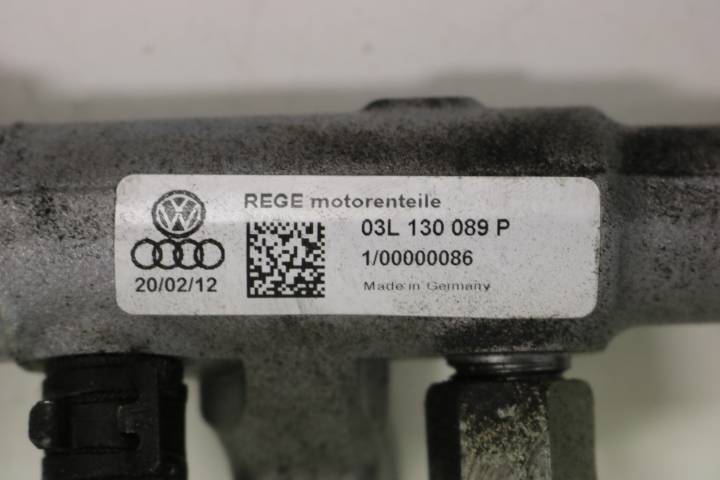 REGE motorenteile
03L 130 089 P
1/00000086
20/02/12
Made in Germany